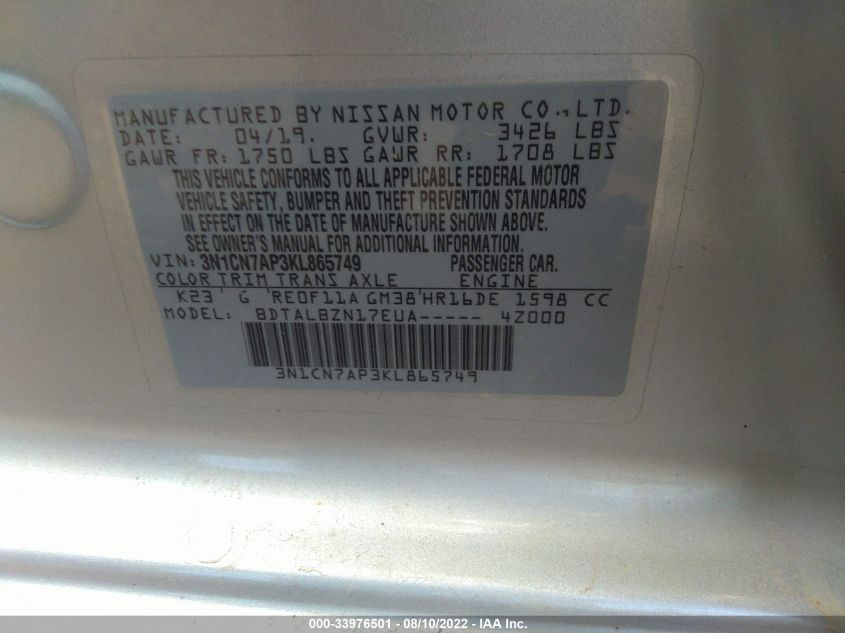 MANUFACTURED BY NISSAN MOTOR CO., LTD.
DATE: 04/19. GVWR: 3426 LBS
GAWR FR: 1750 LBS GAWR RR: 1708 LBS
THIS VEHICLE CONFORMS TO ALL APPLICABLE FEDERAL MOTOR
VEHICLE SAFETY, BUMPER AND THEFT PREVENTION STANDARDS
IN EFFECT ON THE DATE OF MANUFACTURE SHOWN ABOVE.
SEE OWNER'S MANUAL FOR ADDITIONAL INFORMATION.
VIN: 3N1CN7AP3KL865749 PASSENGER CAR.
COLOR TRIM TRANS AXLE ENGINE
K23 G RE0F11A GM38 HR16DE 1598 CC
MODEL: BDTALBZN17EUA----- 4Z000
3N1CN7AP3KL865749
000-33976501 - 08/10/2022 - IAA Inc.